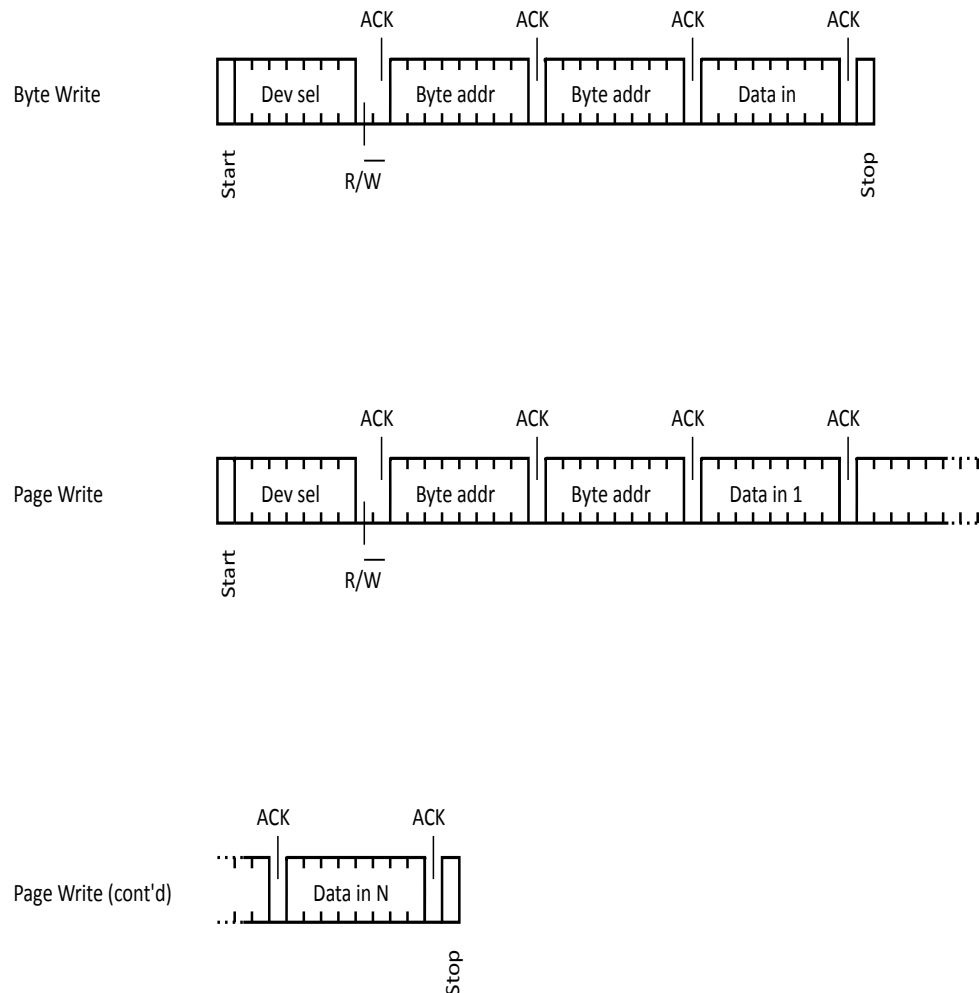 ACK ACK ACK ACK
Byte Write Dev sel Byte addr Byte addr Data in
Start R/W̅ Stop
ACK ACK ACK ACK
Page Write Dev sel Byte addr Byte addr Data in 1
Start R/W̅
ACK ACK
Page Write (cont'd) Data in N
Stop